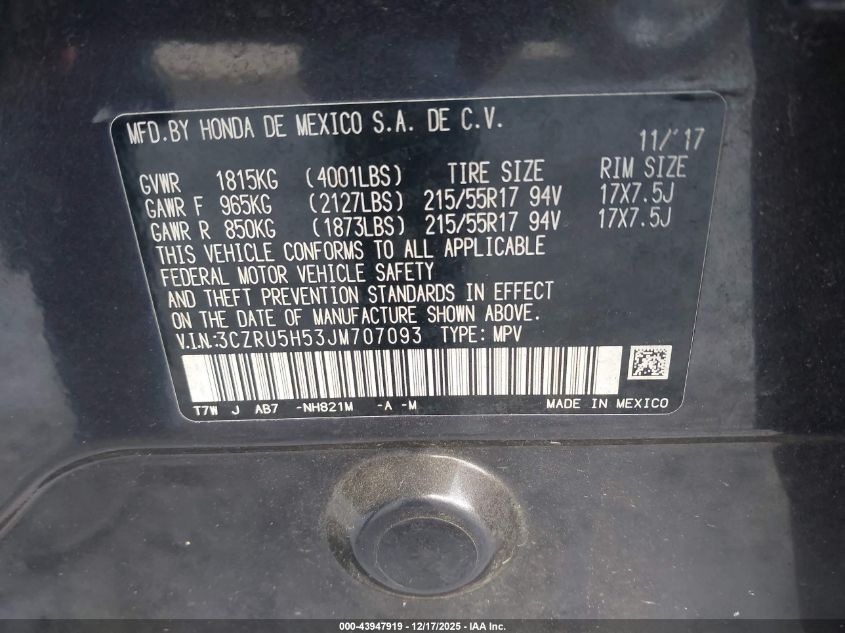 MFD.BY HONDA DE MEXICO S.A. DE C.V.
11/'17
GVWR 1815KG (4001LBS) TIRE SIZE RIM SIZE
GAWR F 965KG (2127LBS) 215/55R17 94V 17X7.5J
GAWR R 850KG (1873LBS) 215/55R17 94V 17X7.5J
THIS VEHICLE CONFORMS TO ALL APPLICABLE
FEDERAL MOTOR VEHICLE SAFETY
AND THEFT PREVENTION STANDARDS IN EFFECT
ON THE DATE OF MANUFACTURE SHOWN ABOVE.
V.I.N.:3CZRU5H53JM707093 TYPE: MPV
T7W J AB7 -NH821M -A -M MADE IN MEXICO
000-43947919 - 12/17/2025 - IAA Inc.